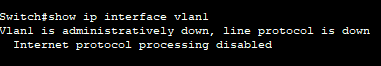 Switch#show ip interface vlan1
Vlan1 is administratively down, line protocol is down
  Internet protocol processing disabled